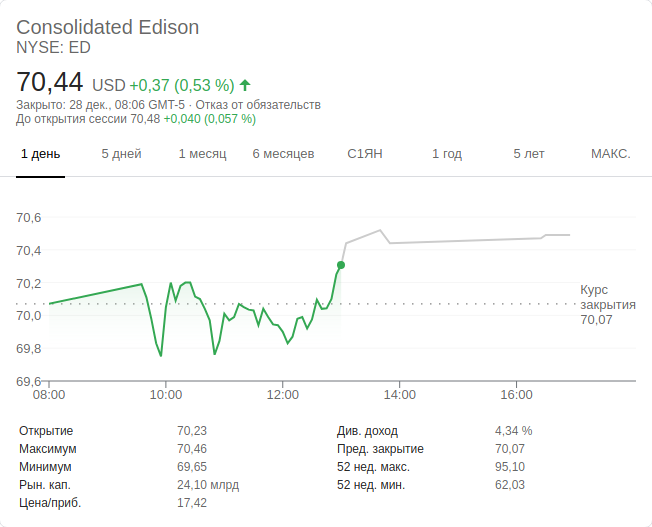 Consolidated Edison
NYSE: ED
70,44 USD +0,37 (0,53 %)
Закрыто: 28 дек., 08:06 GMT-5 · Отказ от обязательств
До открытия сессии 70,48 +0,040 (0,057 %)
1 день 5 дней 1 месяц 6 месяцев С1ЯН 1 год 5 лет МАКС.
70,6
70,4
70,2
70,0
69,8
69,6
Курс
закрытия
70,07
08:00 10:00 12:00 14:00 16:00
Открытие 70,23 Див. доход 4,34 %
Максимум 70,46 Пред. закрытие 70,07
Минимум 69,65 52 нед. макс. 95,10
Рын. кап. 24,10 млрд 52 нед. мин. 62,03
Цена/приб. 17,42